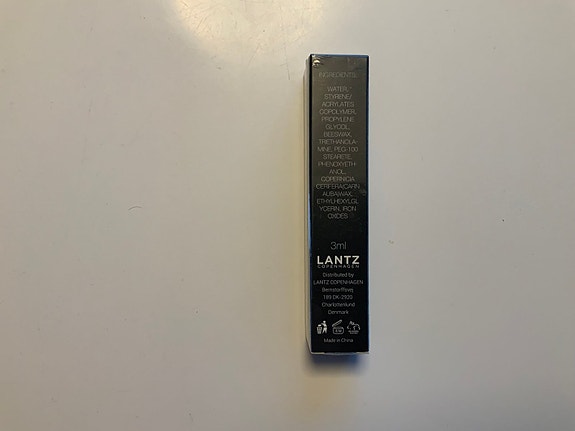 INGREDIENTS:
WATER,
STYRENE/
ACRYLATES
COPOLYMER,
PROPYLENE
GLYCOL,
BEESWAX,
TRIETHANOLA-
MINE, PEG-100
STEARETE,
PHENOXYETH-
ANOL,
COPERNICIA
CERIFERA(CARN
AUBA)WAX,
ETHYLHEXYLGL
YCERIN, IRON
OXIDES
3ml
LANTZ
COPENHAGEN
Distributed by
LANTZ COPENHAGEN
Bernstorffsvej
189 DK-2920
Charlottenlund
Denmark
Made in China